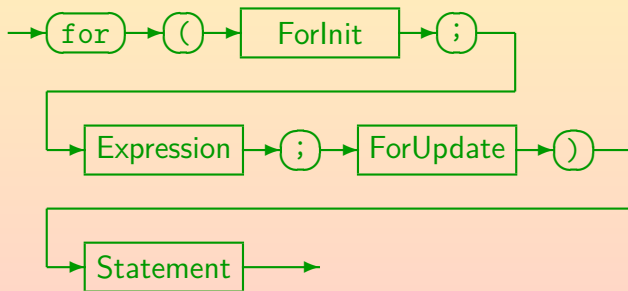 for ( ForInit ;
Expression ; ForUpdate )
Statement